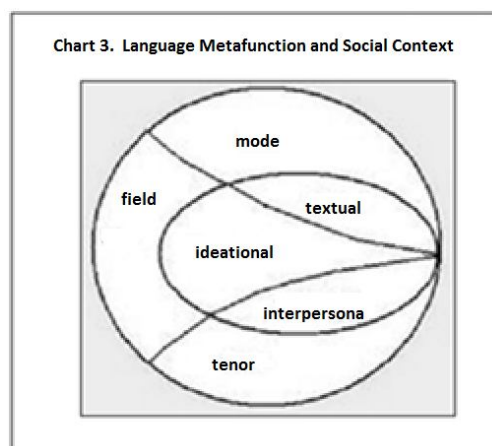 Chart 3. Language Metafunction and Social Context
mode
field
textual
ideational
interpersona
tenor